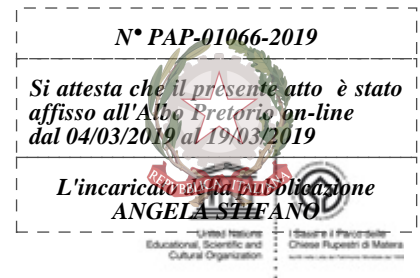 N° PAP-01066-2019
Si attesta che il presente atto è stato
affisso all'Albo Pretorio on-line
dal 04/03/2019 al 19/03/2019
L'incaricato della pubblicazione
ANGELA STIFANO
REPUBBLICA ITALIANA
United Nations
Educational, Scientific and
Cultural Organization
I Sassi e il Parco delle
Chiese Rupestri di Matera